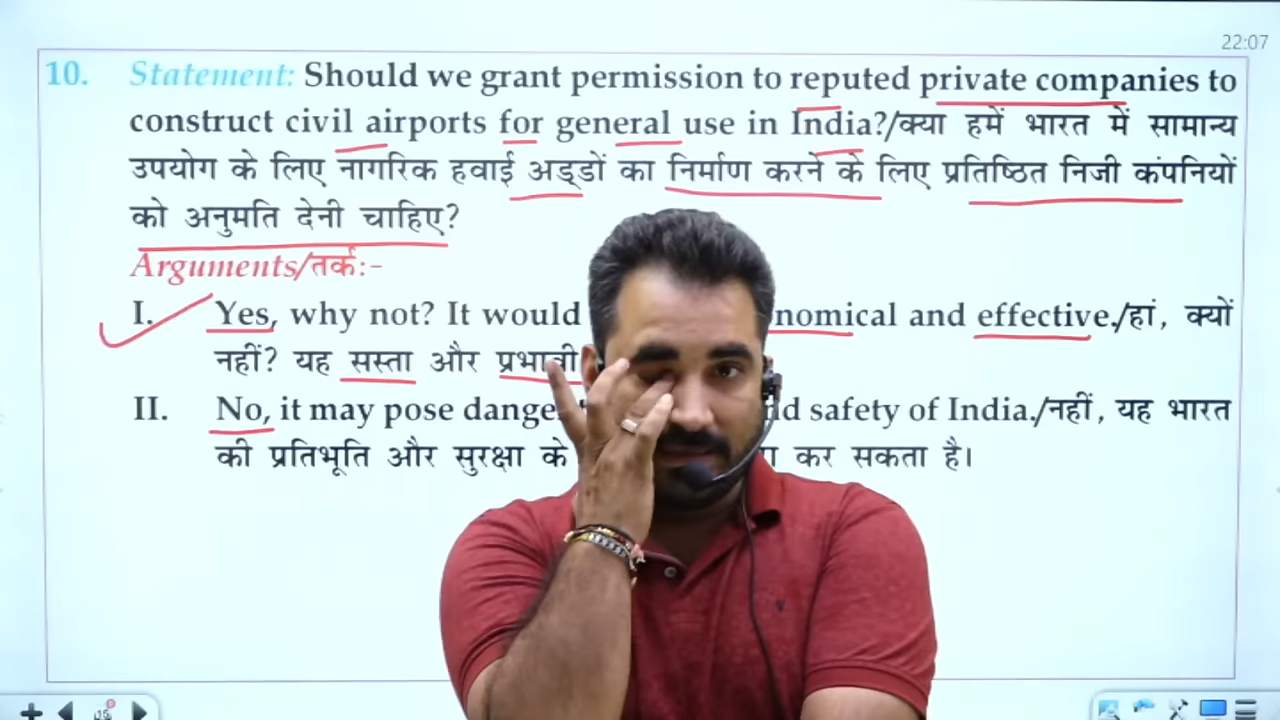 22:07
10. Statement: Should we grant permission to reputed private companies to
construct civil airports for general use in India?/क्या हमें भारत में सामान्य
उपयोग के लिए नागरिक हवाई अड्डों का निर्माण करने के लिए प्रतिष्ठित निजी कंपनियों
को अनुमति देनी चाहिए?
Arguments/तर्क:-
I. Yes, why not? It would nomical and effective./हां, क्यों
नहीं? यह सस्ता और प्रभावी
II. No, it may pose dange d safety of India./नहीं, यह भारत
की प्रतिभूति और सुरक्षा के कर सकता है।